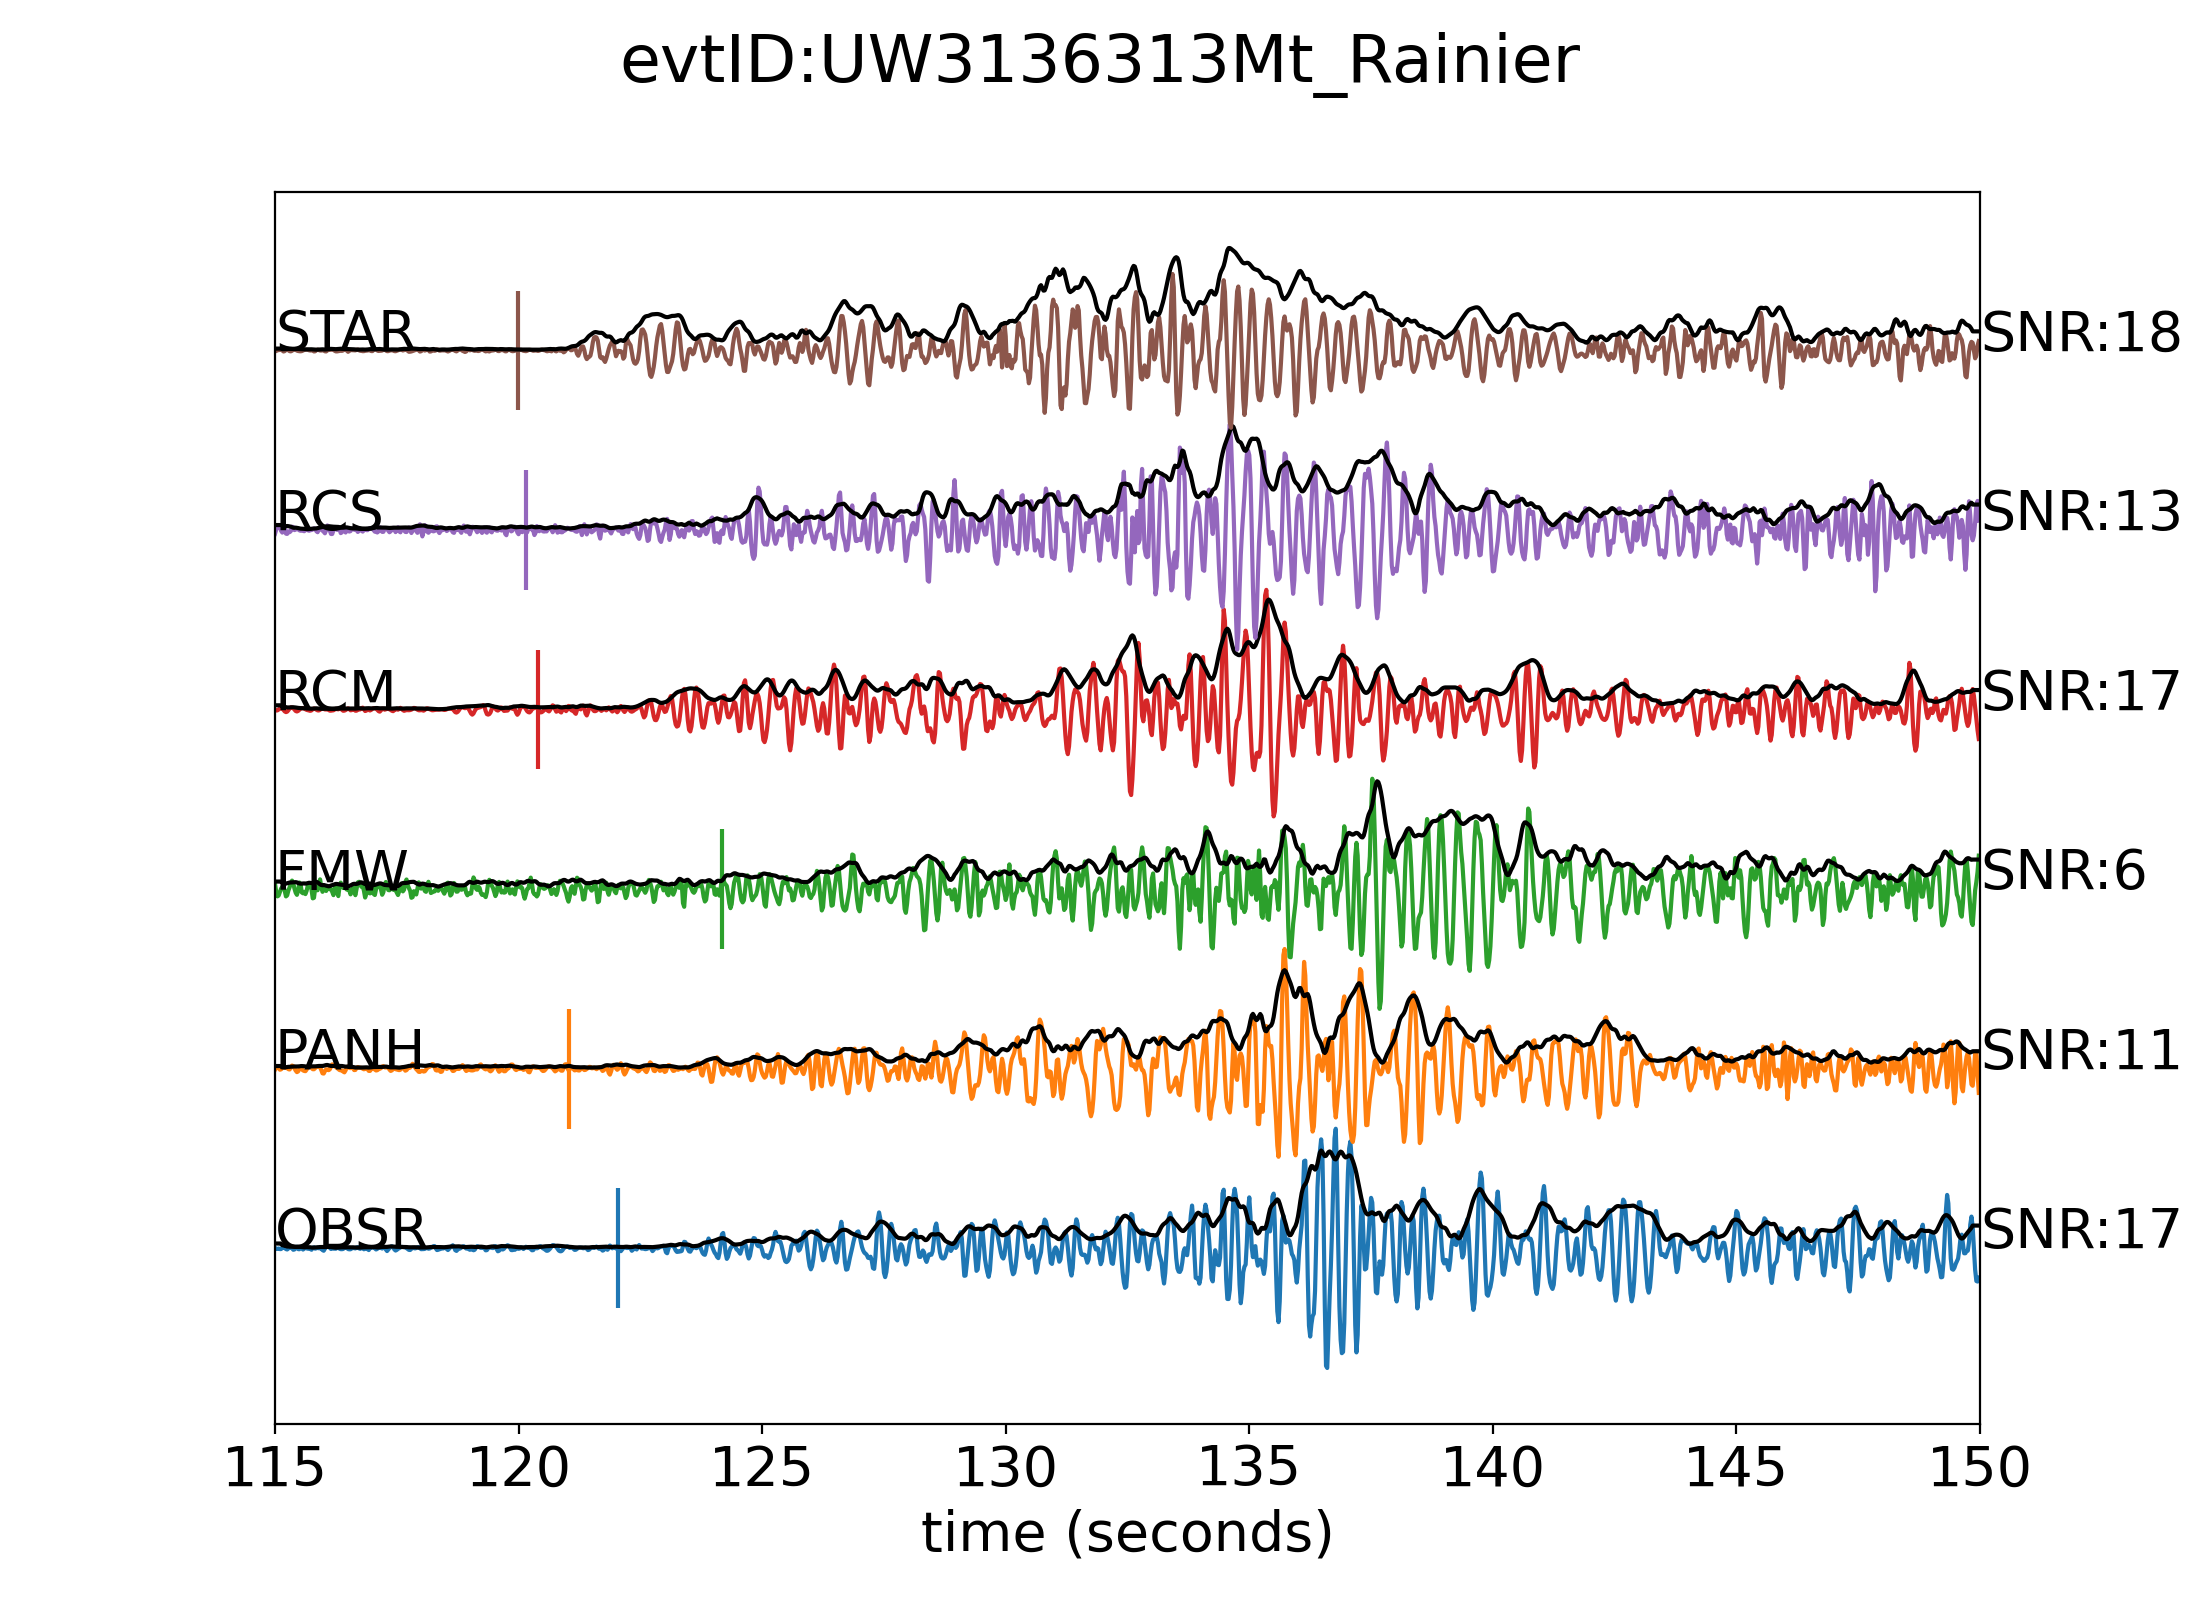 evtID:UW3136313Mt_Rainier
STAR SNR:18
RCS SNR:13
RCM SNR:17
FMW SNR:6
PANH SNR:11
OBSR SNR:17
115 120 125 130 135 140 145 150
time (seconds)